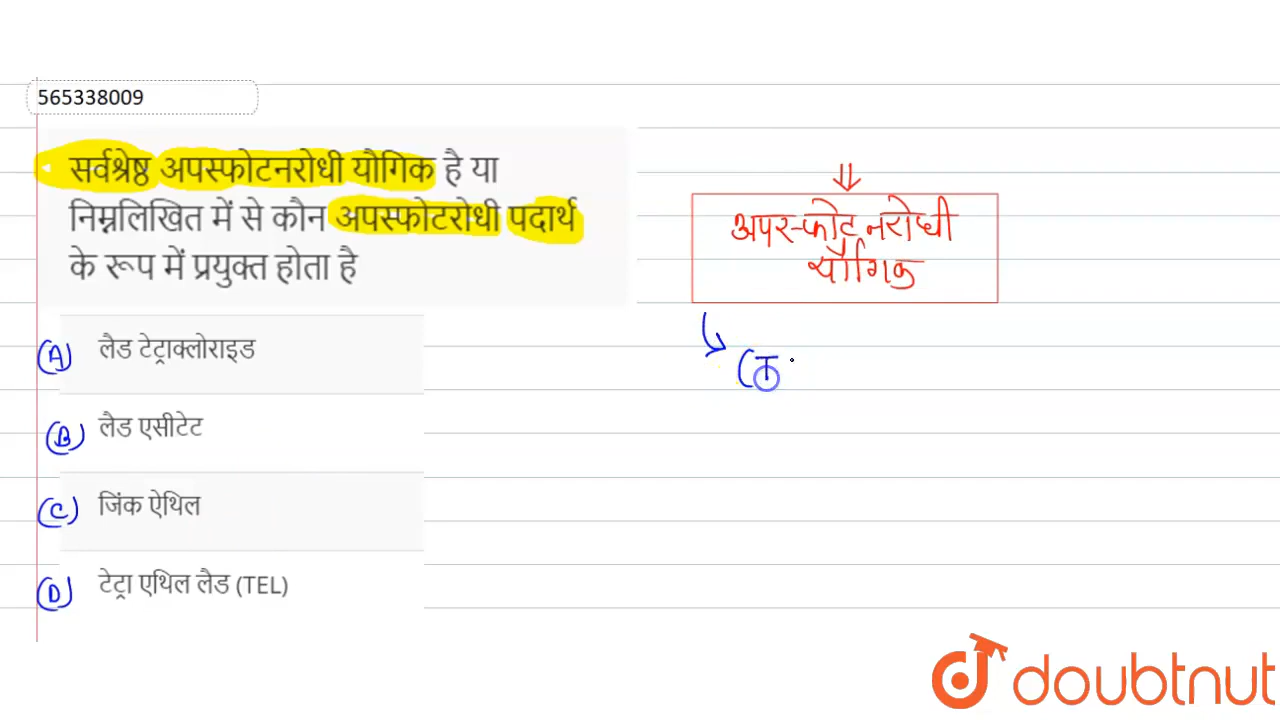 565338009
सर्वश्रेष्ठ अपस्फोटनरोधी यौगिक है या
निम्नलिखित में से कौन अपस्फोटरोधी पदार्थ
के रूप में प्रयुक्त होता है
(A) लैड टेट्राक्लोराइड
(B) लैड एसीटेट
(C) जिंक ऐथिल
(D) टेट्रा एथिल लैड (TEL)
⇓
अपस्फोटनरोधी
यौगिक
(T
doubtnut